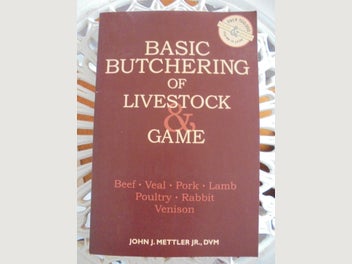 BASIC
BUTCHERING
OF
LIVESTOCK
&
GAME
Beef · Veal · Pork · Lamb
Poultry · Rabbit
Venison
JOHN J. METTLER JR., DVM